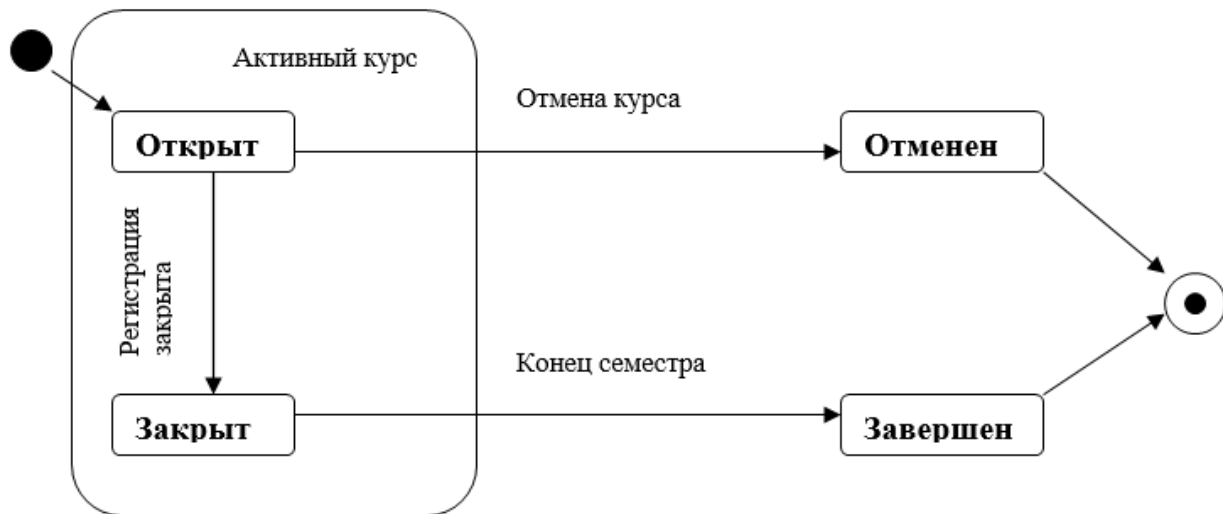 Активный курс
Отмена курса
Открыт
Отменен
Регистрация
закрыта
Конец семестра
Закрыт
Завершен